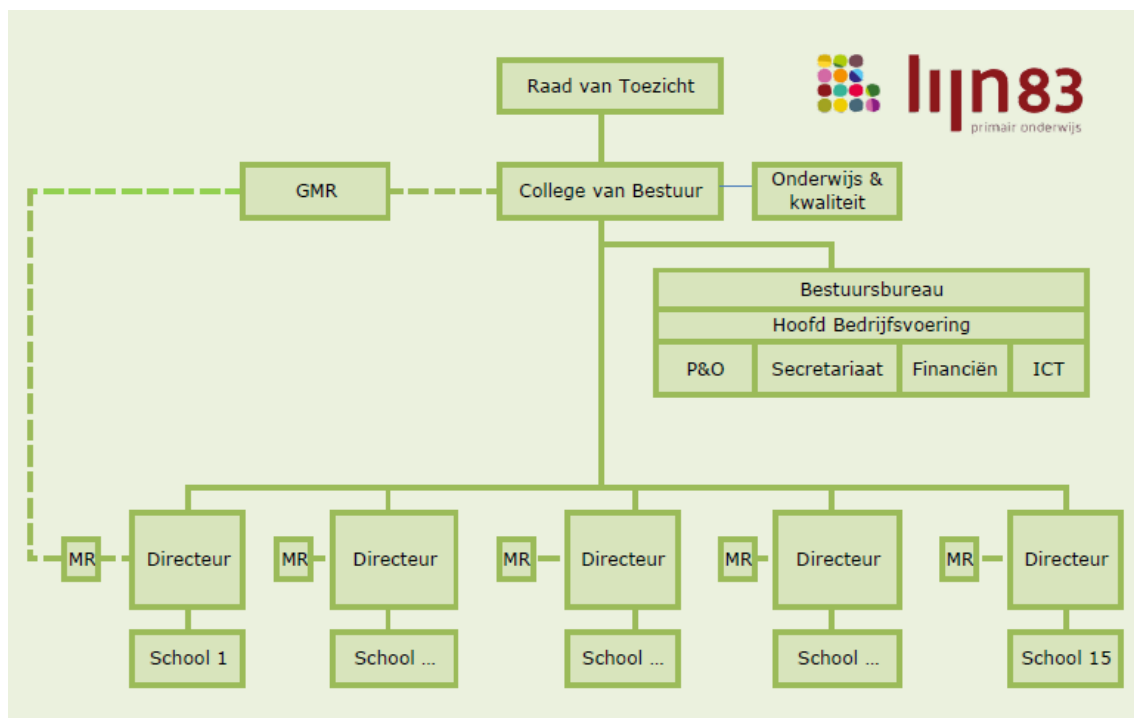 lijn83
primair onderwijs
Raad van Toezicht
GMR
College van Bestuur
Onderwijs &
kwaliteit
Bestuursbureau
Hoofd Bedrijfsvoering
P&O
Secretariaat
Financiën
ICT
MR
Directeur
MR
Directeur
MR
Directeur
MR
Directeur
MR
Directeur
School 1
School ...
School ...
School ...
School 15